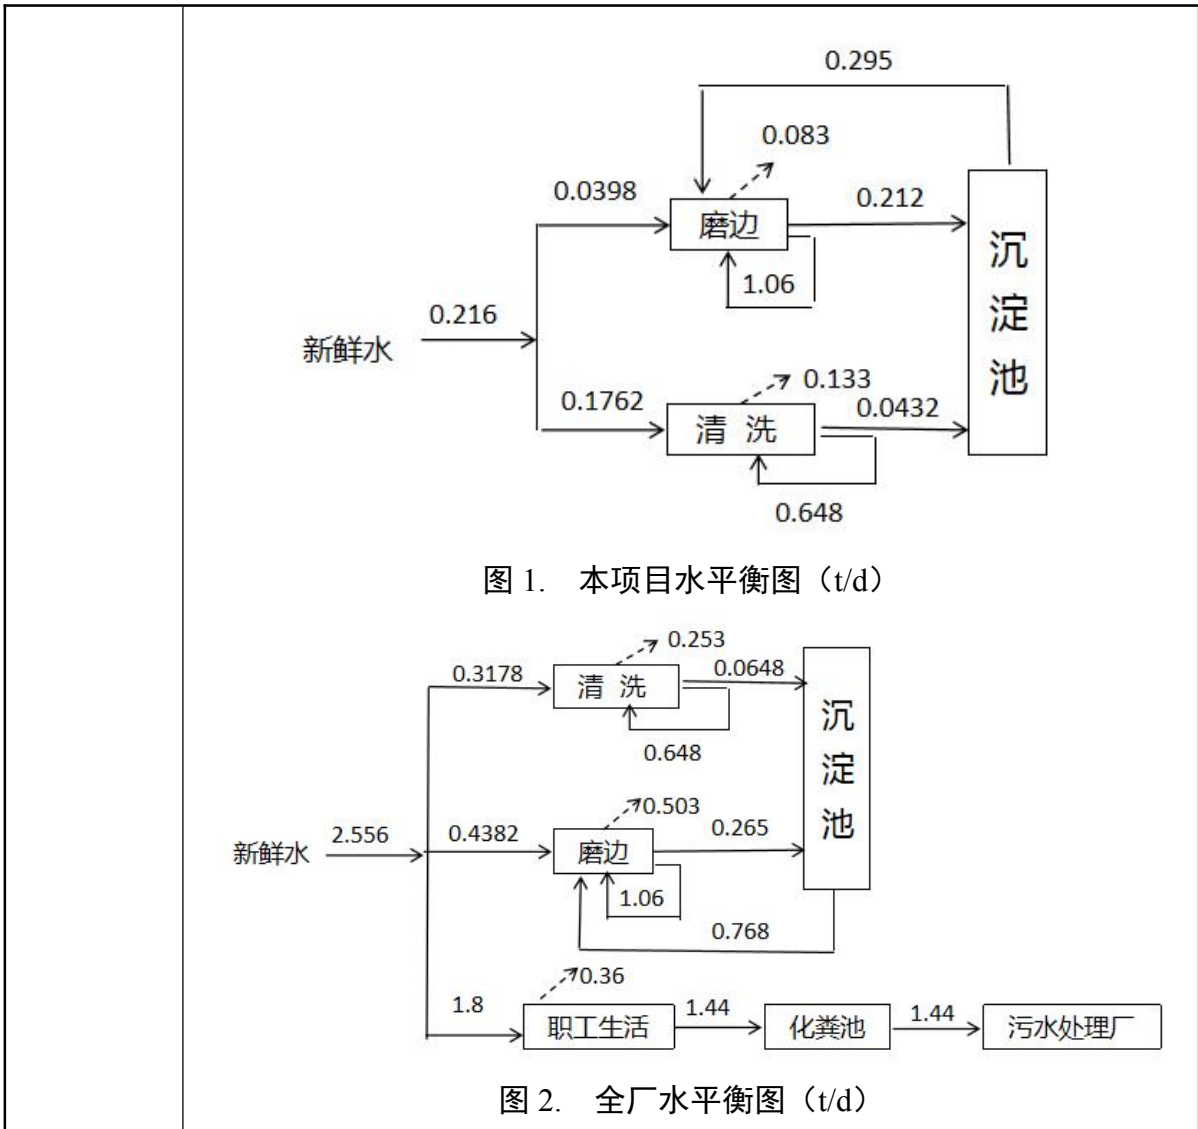 0.295
0.083
0.0398
磨边
0.212
1.06
0.216
新鲜水
沉淀池
0.133
0.1762
清 洗
0.0432
0.648
图 1. 本项目水平衡图（t/d）
0.253
0.3178
清 洗
0.0648
0.648
沉淀池
0.503
新鲜水
2.556
0.4382
磨边
0.265
1.06
0.768
0.36
1.8
职工生活
1.44
化粪池
1.44
污水处理厂
图 2. 全厂水平衡图（t/d）